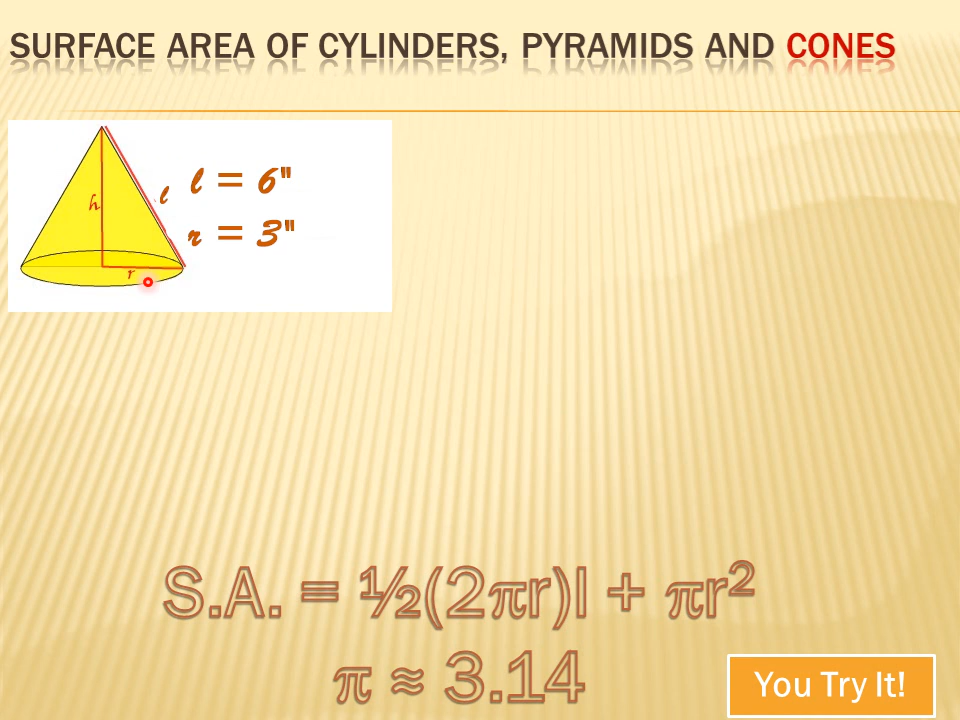 SURFACE AREA OF CYLINDERS, PYRAMIDS AND CONES
h
l
l = 6"
r = 3"
r
S.A. = ½(2πr)l + πr²
π ≈ 3.14
You Try It!